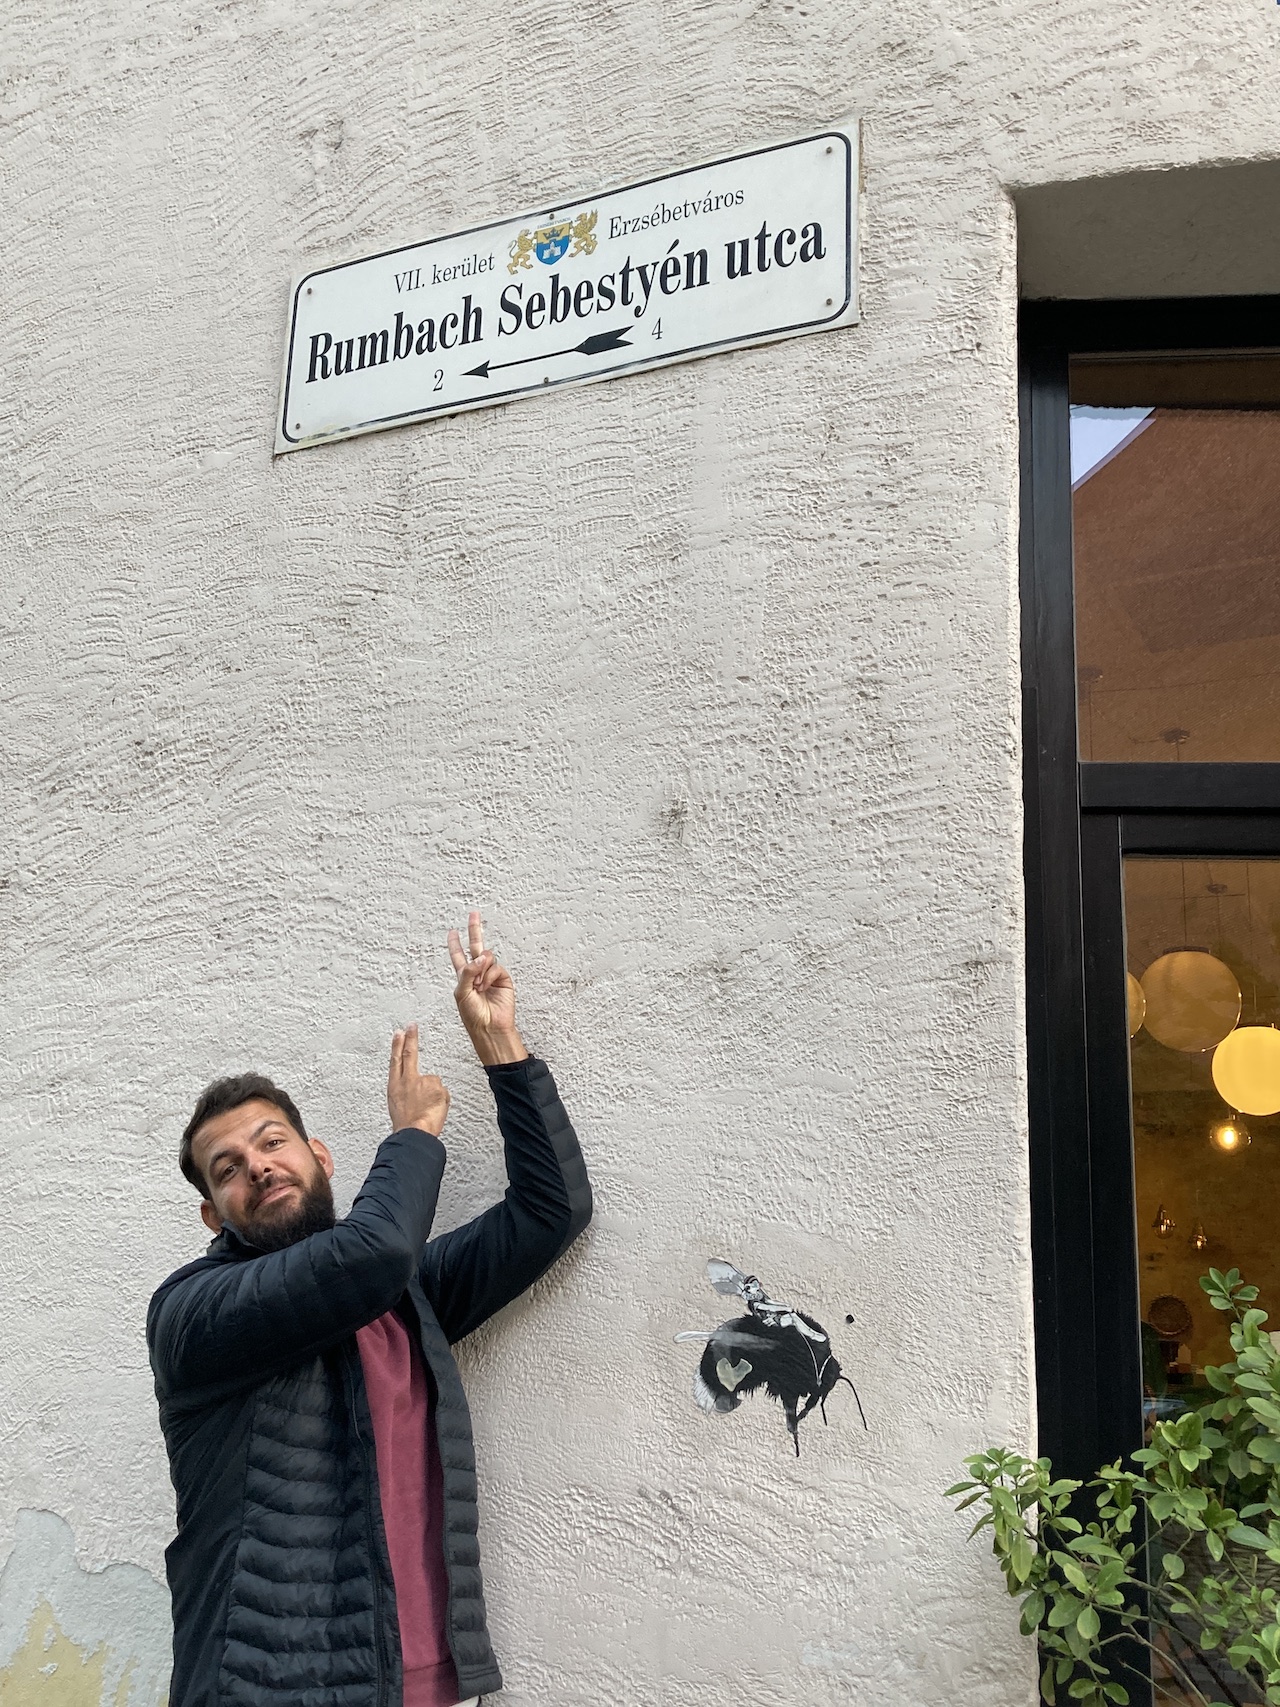 VII. kerület Erzsébetváros
Rumbach Sebestyén utca
2 4